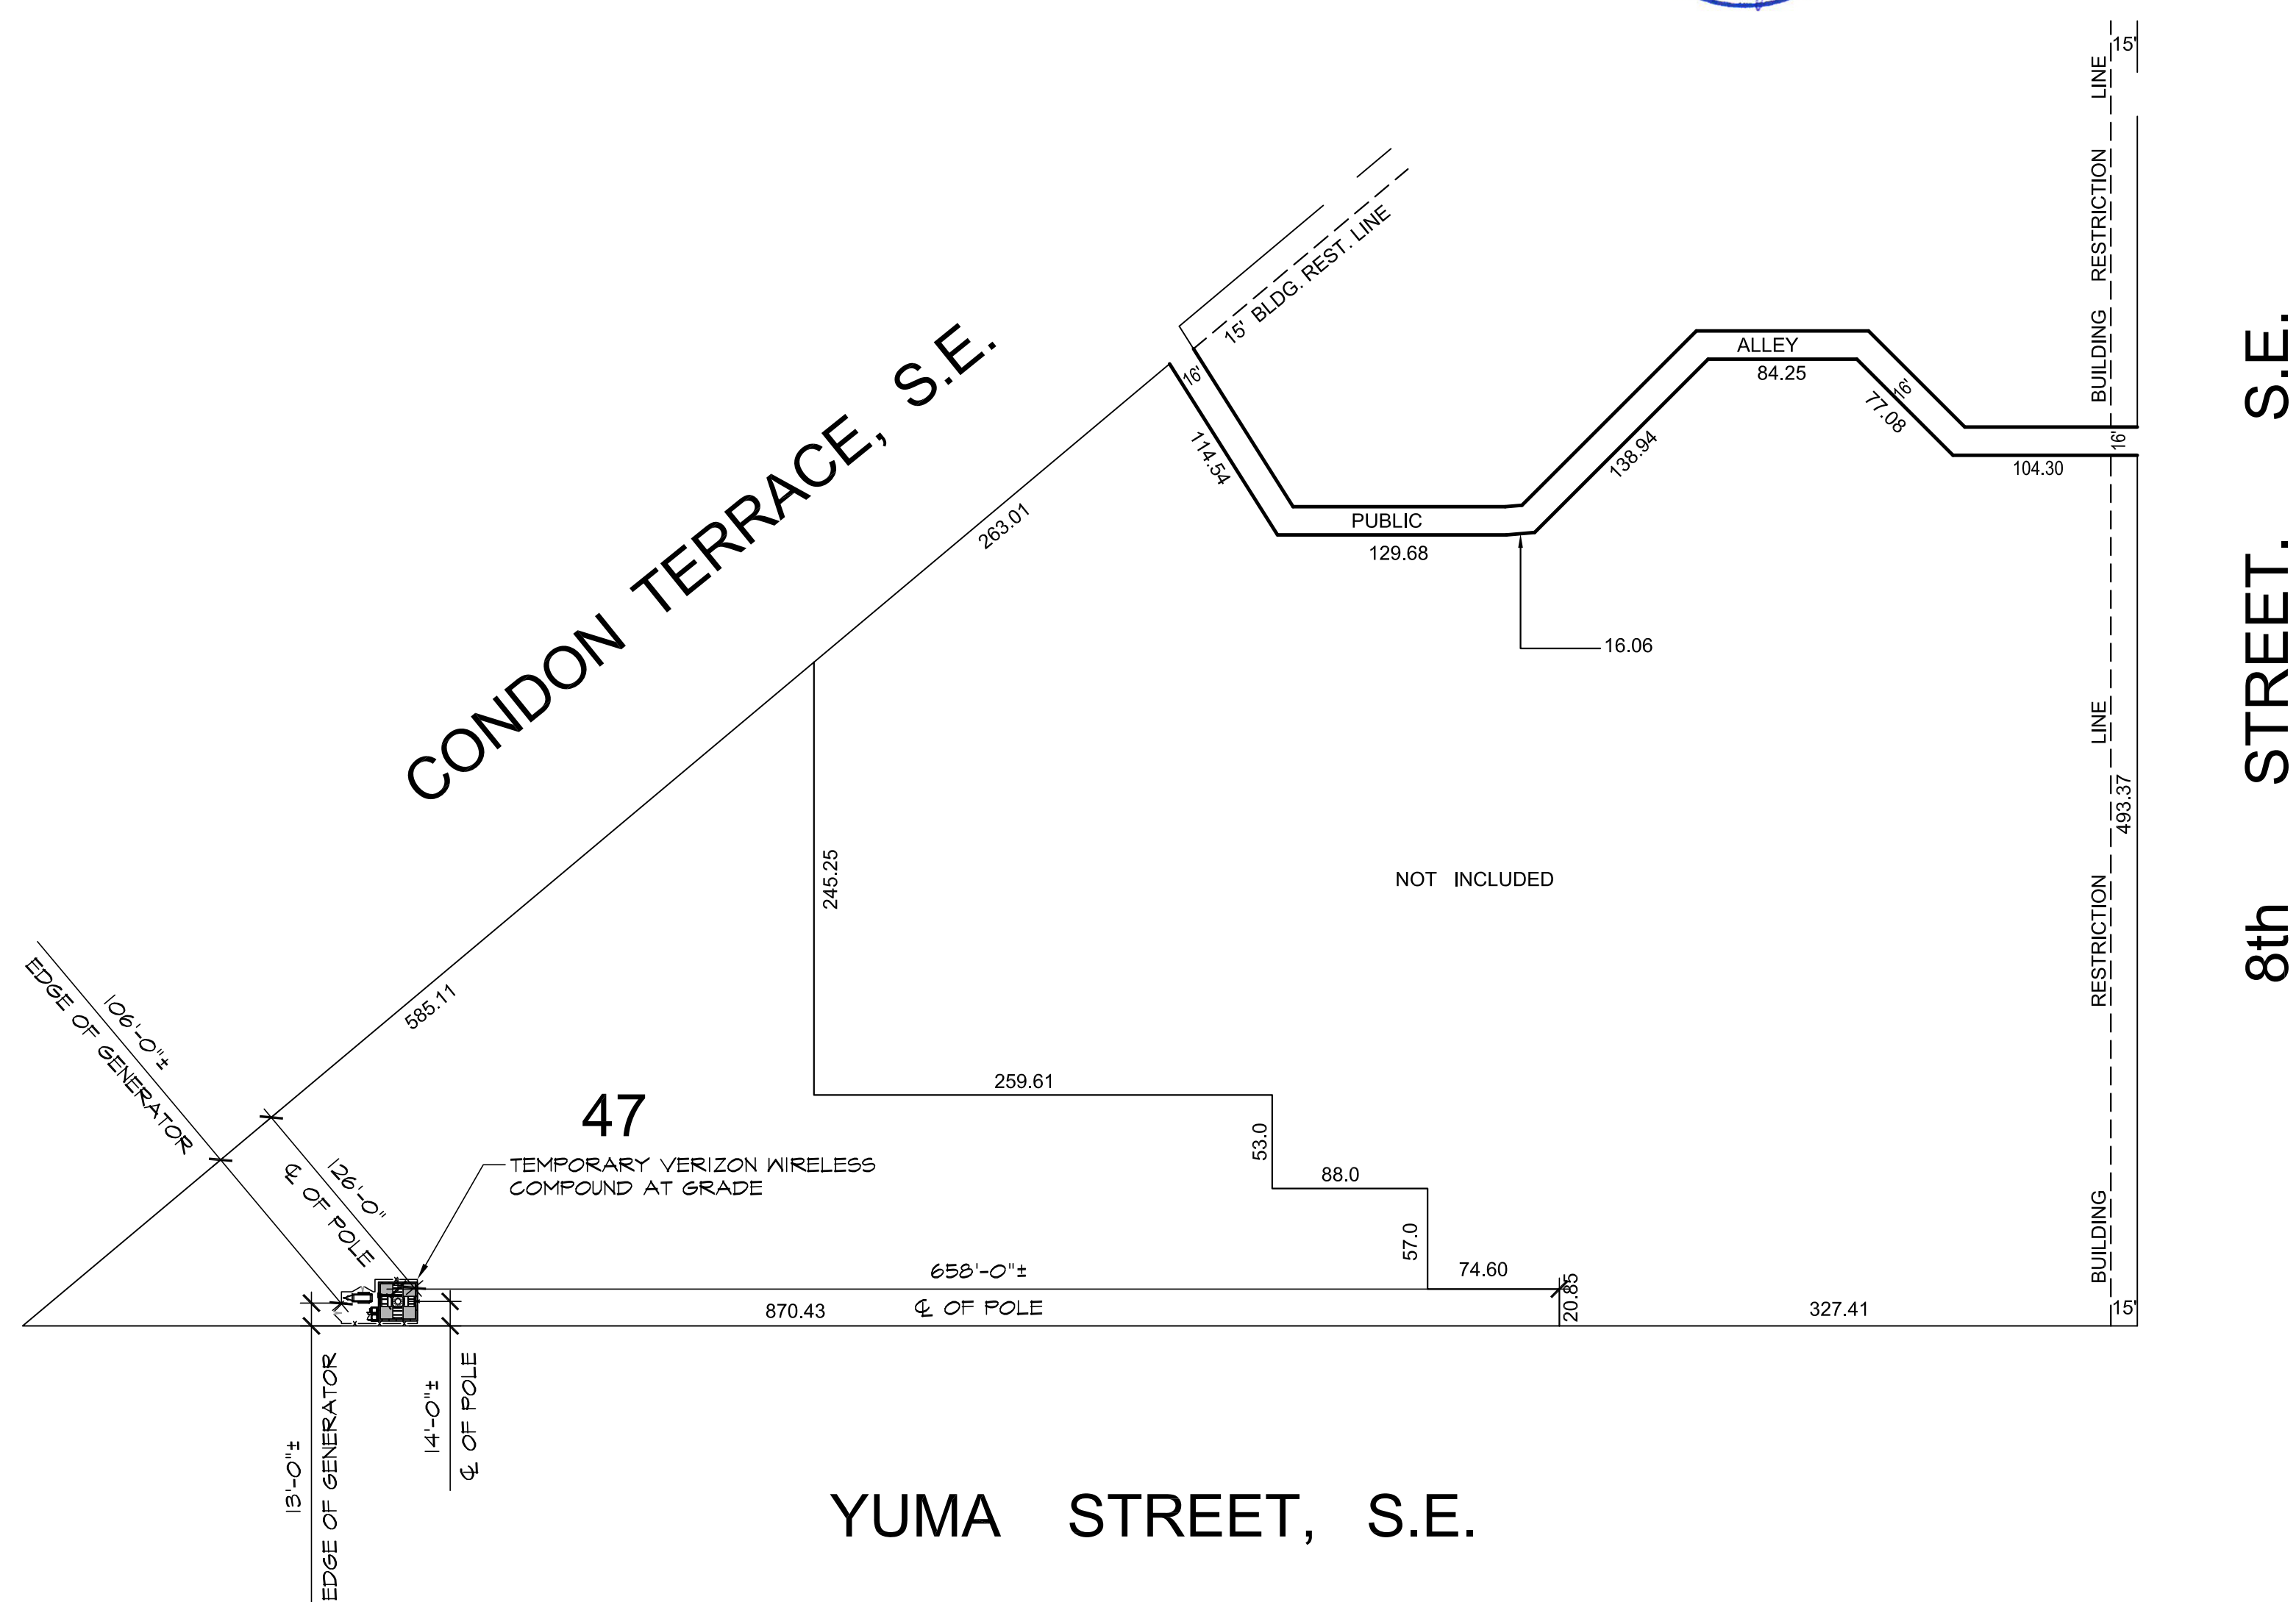 15'
BUILDING RESTRICTION LINE
15' BLDG. REST. LINE
CONDON TERRACE, S.E.
16'
ALLEY
84.25
16'
77.08
16'
104.30
114.54
138.94
263.01
PUBLIC
129.68
16.06
8th STREET, S.E.
BUILDING RESTRICTION LINE
493.37
245.25
NOT INCLUDED
585.11
106'-0"±
EDGE OF GENERATOR
259.61
47
53.0
TEMPORARY VERIZON WIRELESS
COMPOUND AT GRADE
126'-0"
℄ OF POLE
88.0
57.0
658'-0"±
74.60
20.85
870.43
℄ OF POLE
327.41
15'
13'-0"±
EDGE OF GENERATOR
14'-0"±
℄ OF POLE
YUMA STREET, S.E.